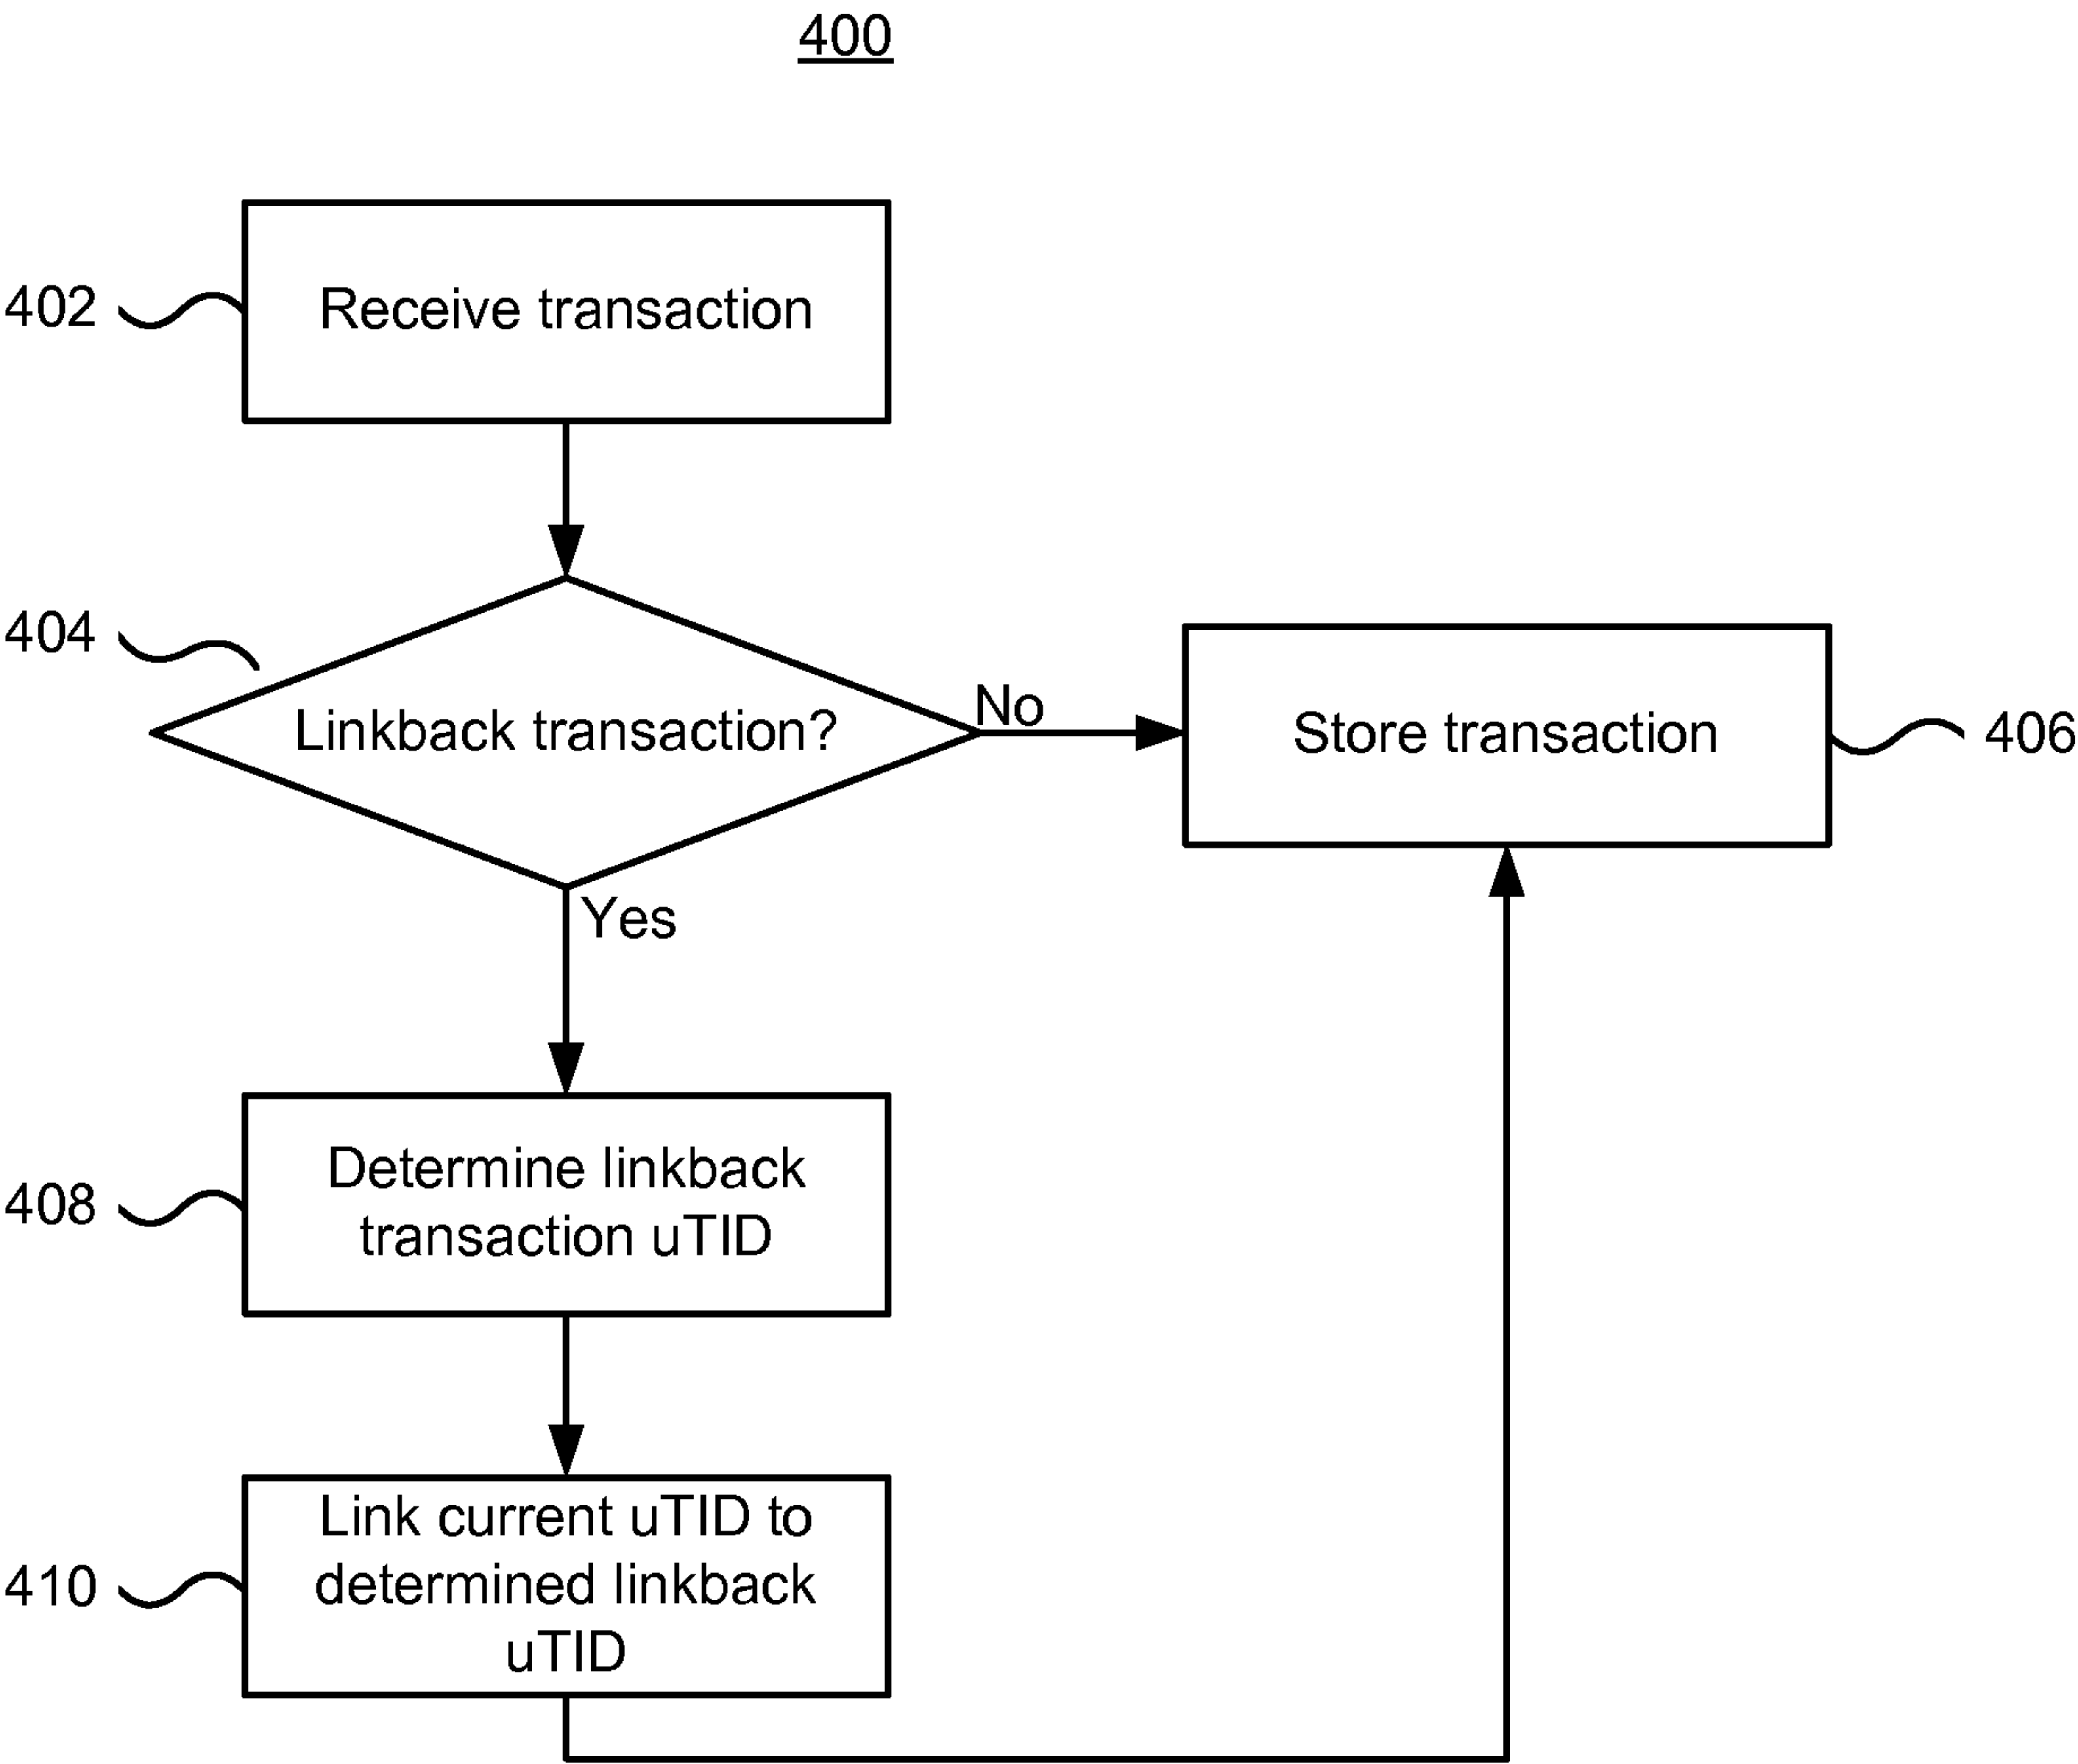 400
402
Receive transaction
404
Linkback transaction?
No
Store transaction
406
Yes
408
Determine linkback
transaction uTID
410
Link current uTID to
determined linkback
uTID